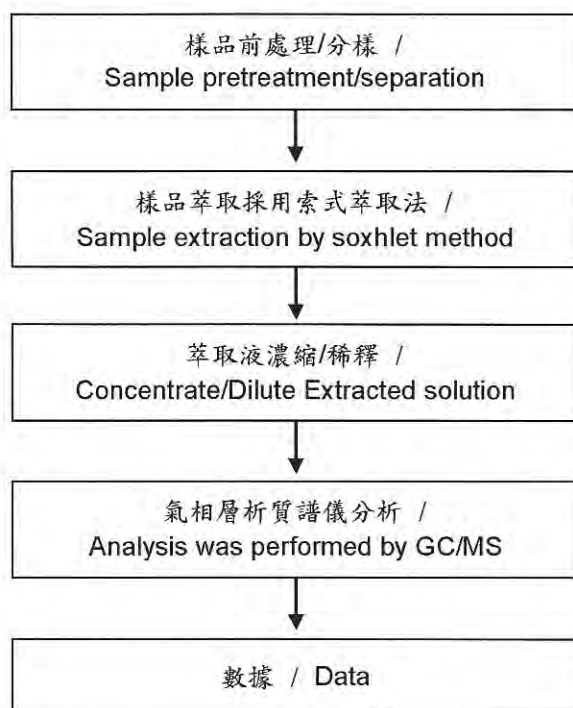 樣品前處理/分樣 /
Sample pretreatment/separation
樣品萃取採用索式萃取法 /
Sample extraction by soxhlet method
萃取液濃縮/稀釋 /
Concentrate/Dilute Extracted solution
氣相層析質譜儀分析 /
Analysis was performed by GC/MS
數據 / Data